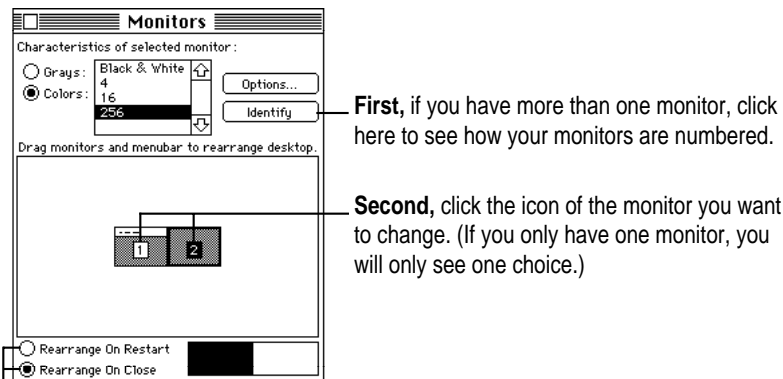 Monitors
Characteristics of selected monitor :
Grays :
Colors :
Black & White
4
16
256
Options...
Identify
First, if you have more than one monitor, click
here to see how your monitors are numbered.
Drag monitors and menubar to rearrange desktop.
Second, click the icon of the monitor you want
to change. (If you only have one monitor, you
will only see one choice.)
1
2
Rearrange On Restart
Rearrange On Close